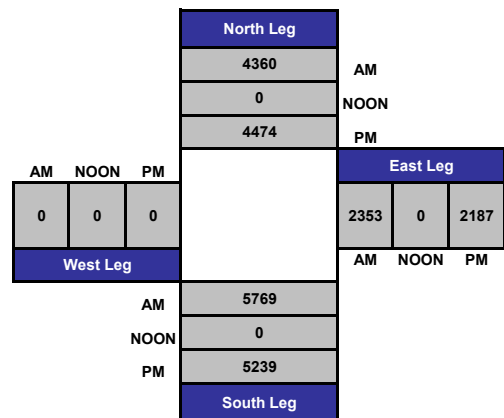 North Leg
4360 AM
0 NOON
4474 PM
AM NOON PM
East Leg
0 0 0
2353 0 2187
West Leg
AM NOON PM
AM 5769
NOON 0
PM 5239
South Leg